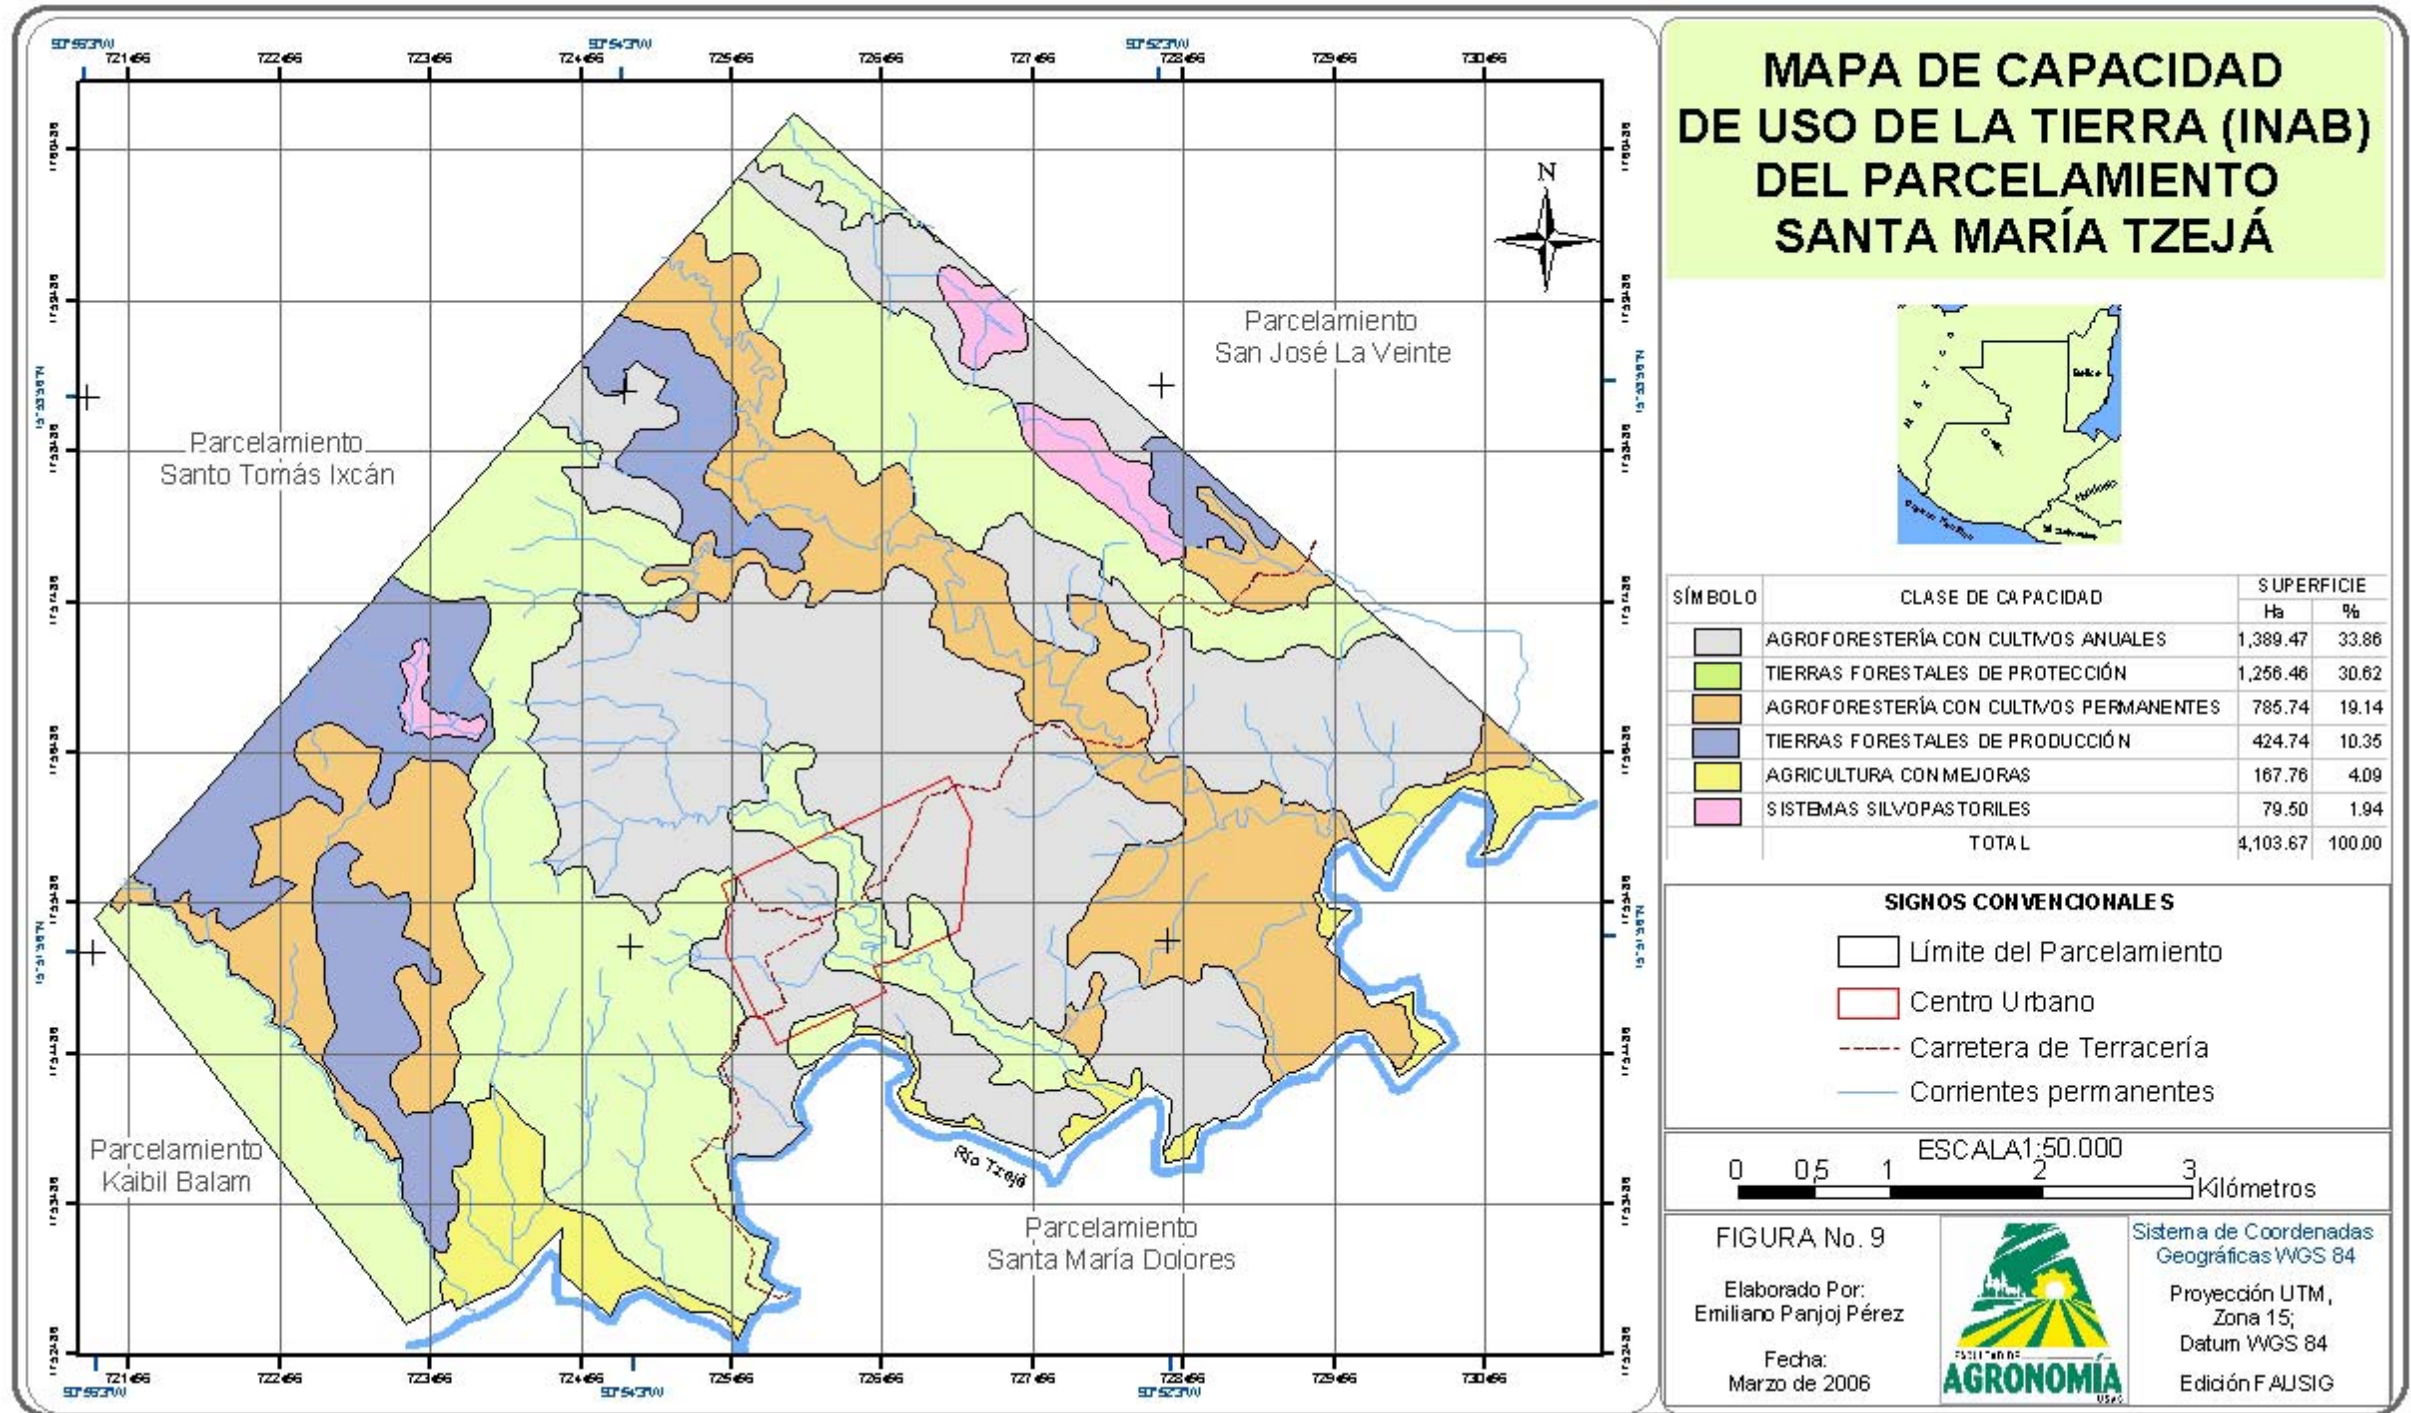 MAPA DE CAPACIDAD
DE USO DE LA TIERRA (INAB)
DEL PARCELAMIENTO
SANTA MARÍA TZEJÁ
N
Parcelamiento
San José La Veinte
Parcelamiento
Santo Tomás Ixcán
Parcelamiento
Kaibil Balam
Río Tzejá
Parcelamiento
Santa María Dolores
SÍMBOLO CLASE DE CAPACIDAD SUPERFICIE
Ha %
AGROFORESTERÍA CON CULTIVOS ANUALES 1,389.47 33.86
TIERRAS FORESTALES DE PROTECCIÓN 1,256.46 30.62
AGROFORESTERÍA CON CULTIVOS PERMANENTES 785.74 19.14
TIERRAS FORESTALES DE PRODUCCIÓN 424.74 10.35
AGRICULTURA CON MEJORAS 167.76 4.09
SISTEMAS SILVOPASTORILES 79.50 1.94
TOTAL 4,103.67 100.00
SIGNOS CONVENCIONALES
Límite del Parcelamiento
Centro Urbano
Carretera de Terracería
Corrientes permanentes
ESCALA1:50.000
0 0,5 1 2 3
Kilómetros
FIGURA No. 9
Elaborado Por:
Emiliano Panjoj Pérez
Fecha:
Marzo de 2006
FACULTAD DE
AGRONOMÍA
USAC
Sistema de Coordenadas
Geográficas WGS 84
Proyección UTM,
Zona 15;
Datum WGS 84
Edición FAUSIG